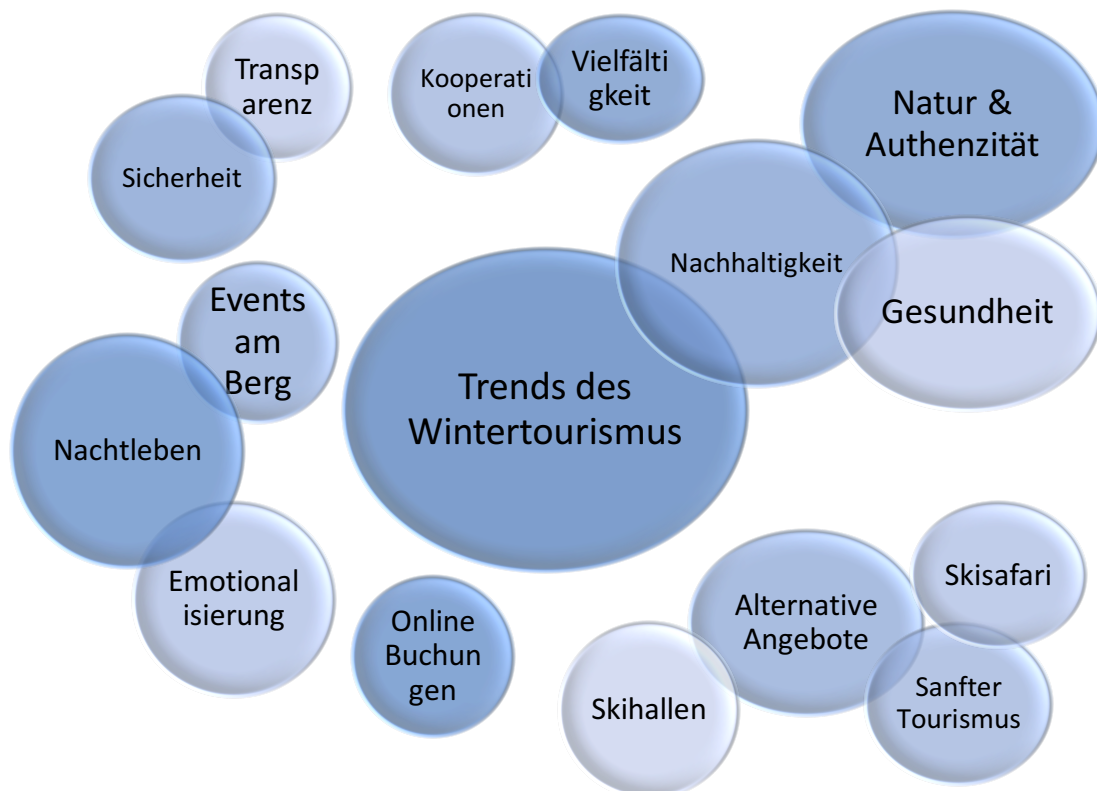 Transp
arenz
Sicherheit
Kooperati
onen
Vielfälti
gkeit
Natur &
Authenzität
Nachhaltigkeit
Gesundheit
Events
am
Berg
Nachtleben
Emotional
isierung
Trends des
Wintertourismus
Online
Buchun
gen
Alternative
Angebote
Skisafari
Skihallen
Sanfter
Tourismus